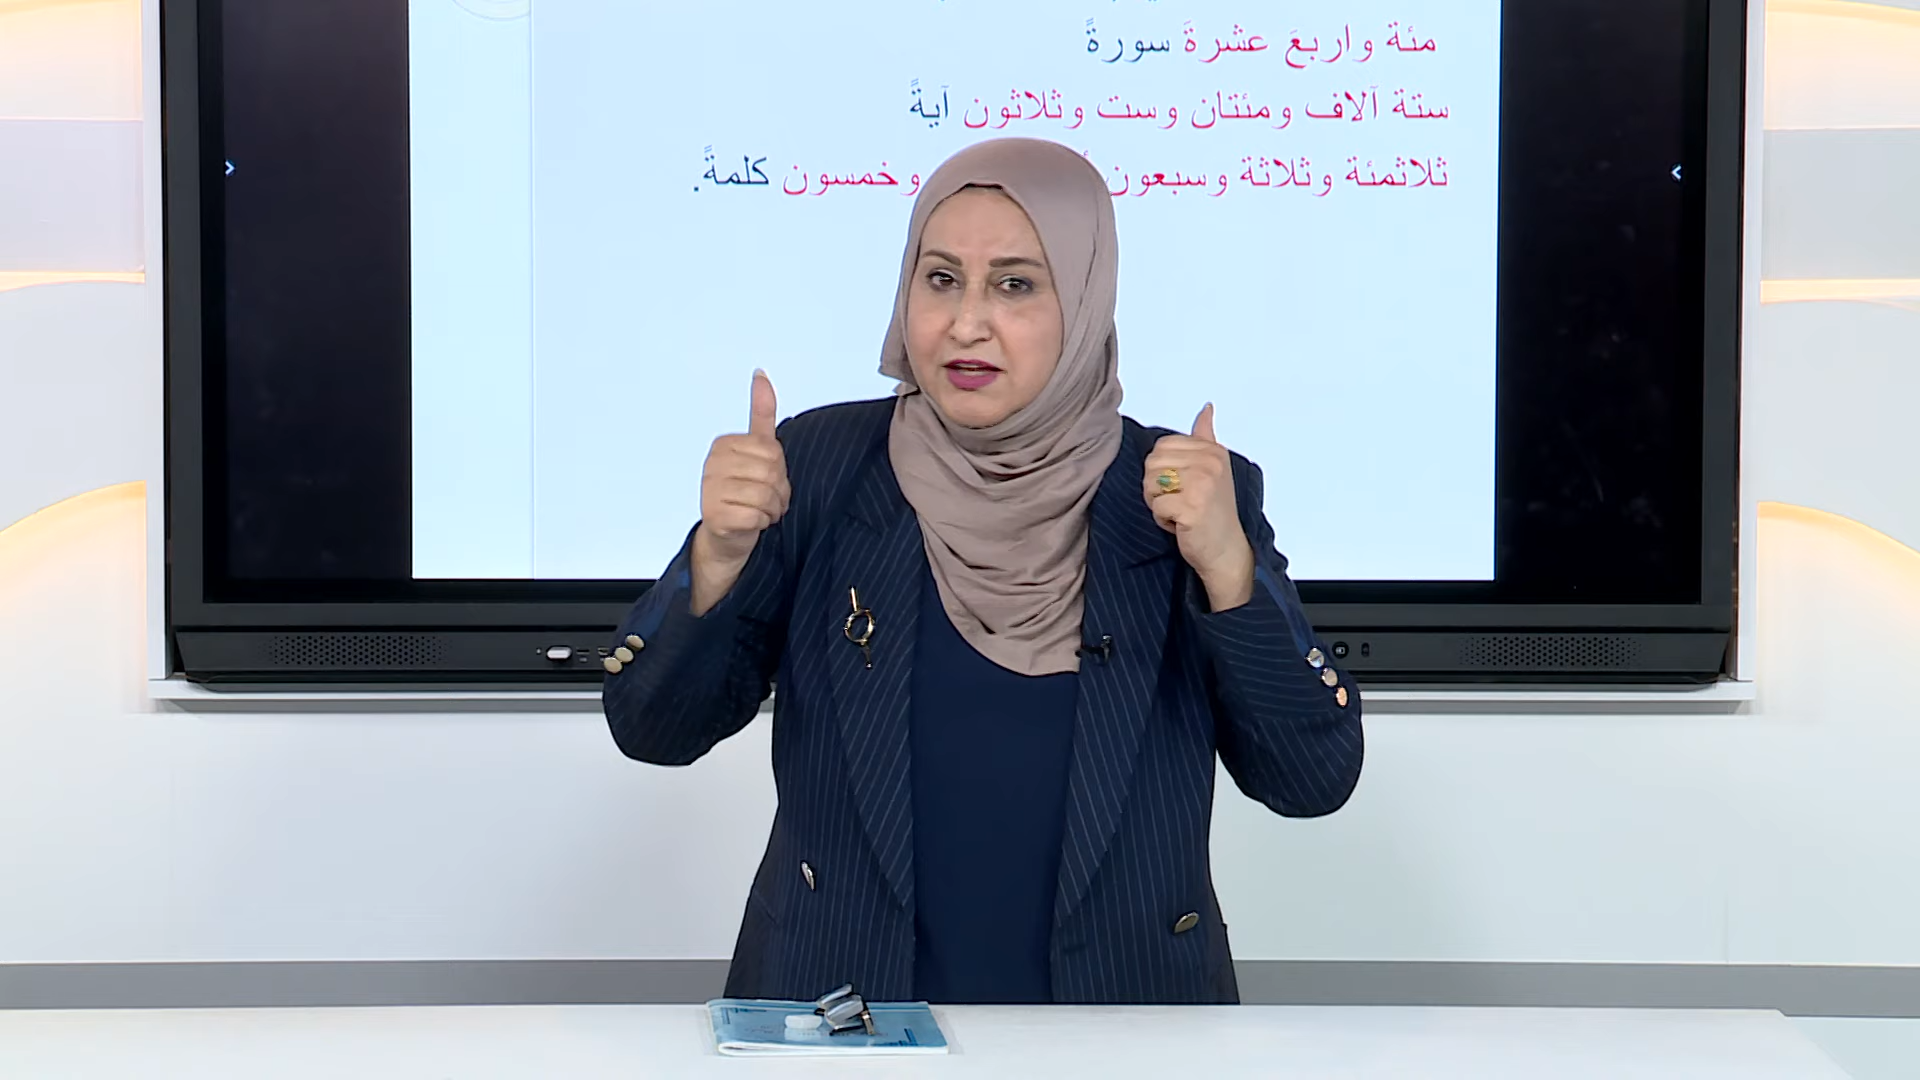 مئة واربعَ عشرةَ سورةً
ستة آلاف ومئتان وست وثلاثون آيةً
ثلاثمئة وثلاثة وسبعون وخمسون كلمةً.